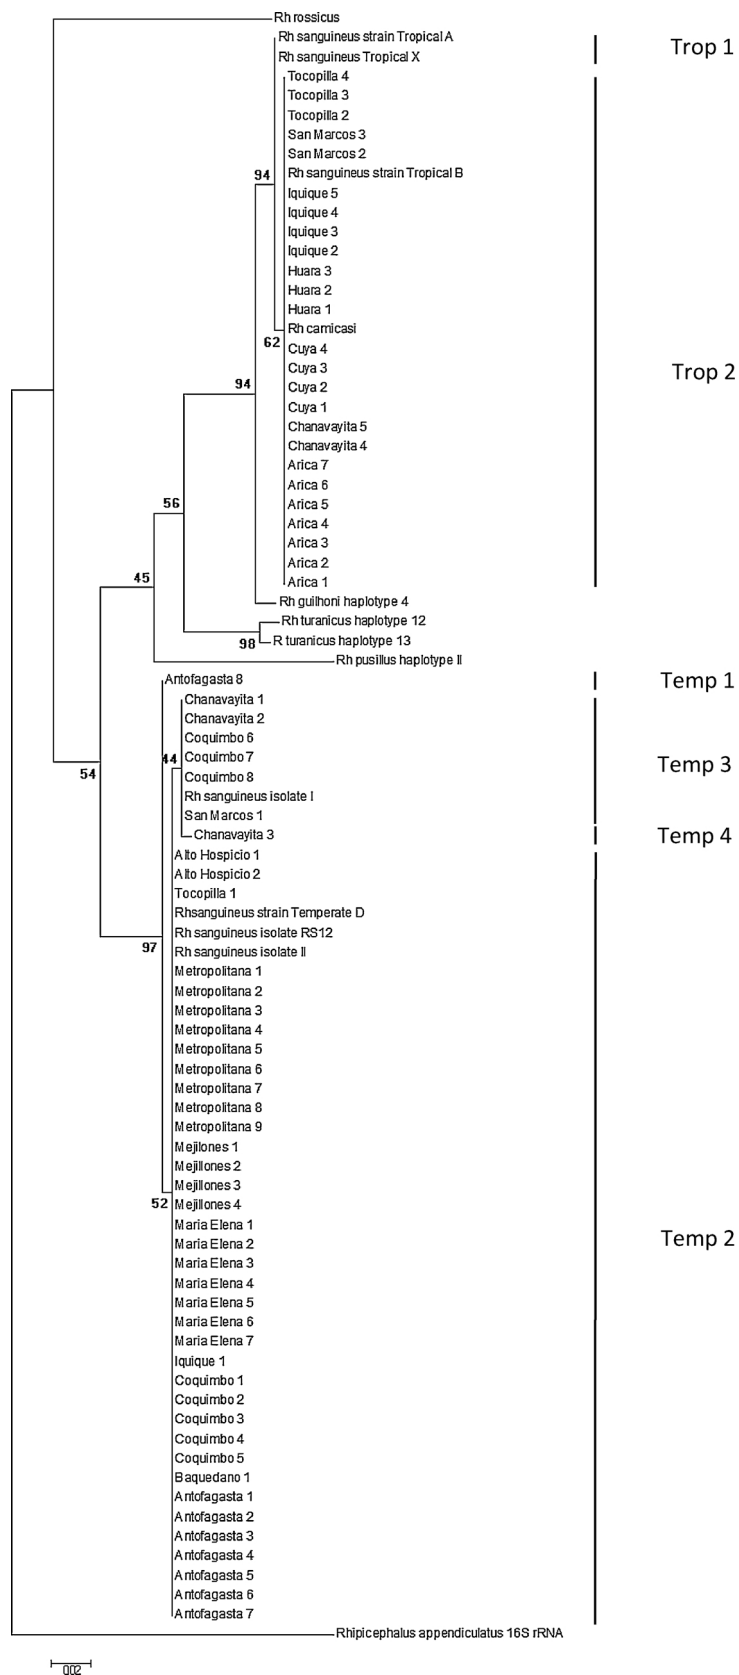 Rh rossicus
Rh sanguineus strain Tropical A
Trop 1
Rh sanguineus Tropical X
Tocopilla 4
Tocopilla 3
Tocopilla 2
San Marcos 3
San Marcos 2
94
Rh sanguineus strain Tropical B
Iquique 5
Iquique 4
Iquique 3
Iquique 2
Huara 3
Huara 2
Huara 1
Rh camicasi
62
Cuya 4
Cuya 3
Trop 2
94
Cuya 2
Cuya 1
Chanavayita 5
Chanavayita 4
Arica 7
Arica 6
56
Arica 5
Arica 4
Arica 3
Arica 2
45
Arica 1
Rh guilhoni haplotype 4
Rh turanicus haplotype 12
98
R turanicus haplotype 13
Rh pusillus haplotype II
Antofagasta 8
Temp 1
Chanavayita 1
Chanavayita 2
Coquimbo 6
44
Coquimbo 7
Temp 3
54
Coquimbo 8
Rh sanguineus isolate I
San Marcos 1
Chanavayita 3
Temp 4
Alto Hospicio 1
Alto Hospicio 2
Tocopilla 1
Rhsanguineus strain Temperate D
Rh sanguineus isolate RS12
97
Rh sanguineus isolate II
Metropolitana 1
Metropolitana 2
Metropolitana 3
Metropolitana 4
Metropolitana 5
Metropolitana 6
Metropolitana 7
Metropolitana 8
Metropolitana 9
Mejilones 1
Mejillones 2
Mejillones 3
52
Mejillones 4
Maria Elena 1
Temp 2
Maria Elena 2
Maria Elena 3
Maria Elena 4
Maria Elena 5
Maria Elena 6
Maria Elena 7
Iquique 1
Coquimbo 1
Coquimbo 2
Coquimbo 3
Coquimbo 4
Coquimbo 5
Baquedano 1
Antofagasta 1
Antofagasta 2
Antofagasta 3
Antofagasta 4
Antofagasta 5
Antofagasta 6
Antofagasta 7
Rhipicephalus appendiculatus 16S rRNA
0.02